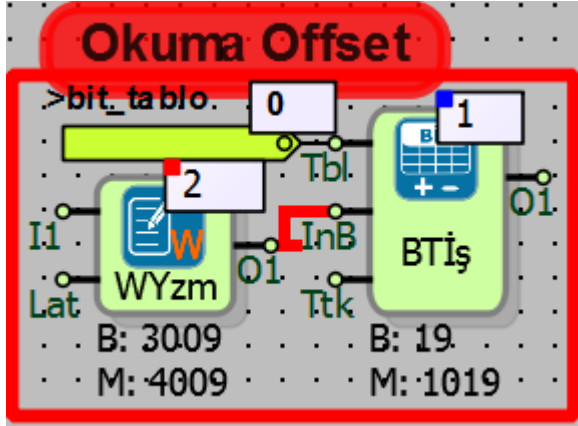 Okuma Offset
>bit_tablo.
0
1
B
2
Tbl
I1
W
O1
InB
O1
WYzm
BTİş
Lat
Ttk
B: 3009
B: 19
M: 4009
M: 1019